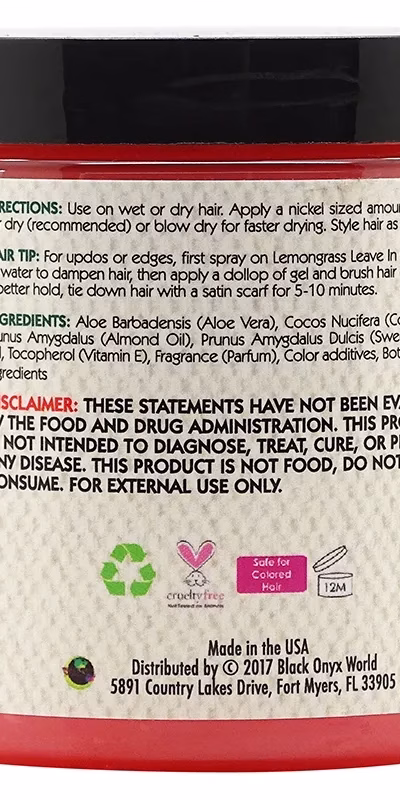 RECTIONS: Use on wet or dry hair. Apply a nickel sized amou
dry (recommended) or blow dry for faster drying. Style hair as
AIR TIP: For updos or edges, first spray on Lemongrass Leave In
water to dampen hair, then apply a dollop of gel and brush hair
better hold, tie down hair with a satin scarf for 5-10 minutes.
GREDIENTS: Aloe Barbadensis (Aloe Vera), Cocos Nucifera (Co
unus Amygdalus (Almond Oil), Prunus Amygdalus Dulcis (Swe
, Tocopherol (Vitamin E), Fragrance (Parfum), Color additives, Bot
gredients
ISCLAIMER: THESE STATEMENTS HAVE NOT BEEN EVA
Y THE FOOD AND DRUG ADMINISTRATION. THIS PRO
NOT INTENDED TO DIAGNOSE, TREAT, CURE, OR P
NY DISEASE. THIS PRODUCT IS NOT FOOD, DO NOT
ONSUME. FOR EXTERNAL USE ONLY.
crueltyfree
Not Tested on Animals
Safe for
Colored
Hair
12M
Made in the USA
Distributed by © 2017 Black Onyx World
5891 Country Lakes Drive, Fort Myers, FL 33905